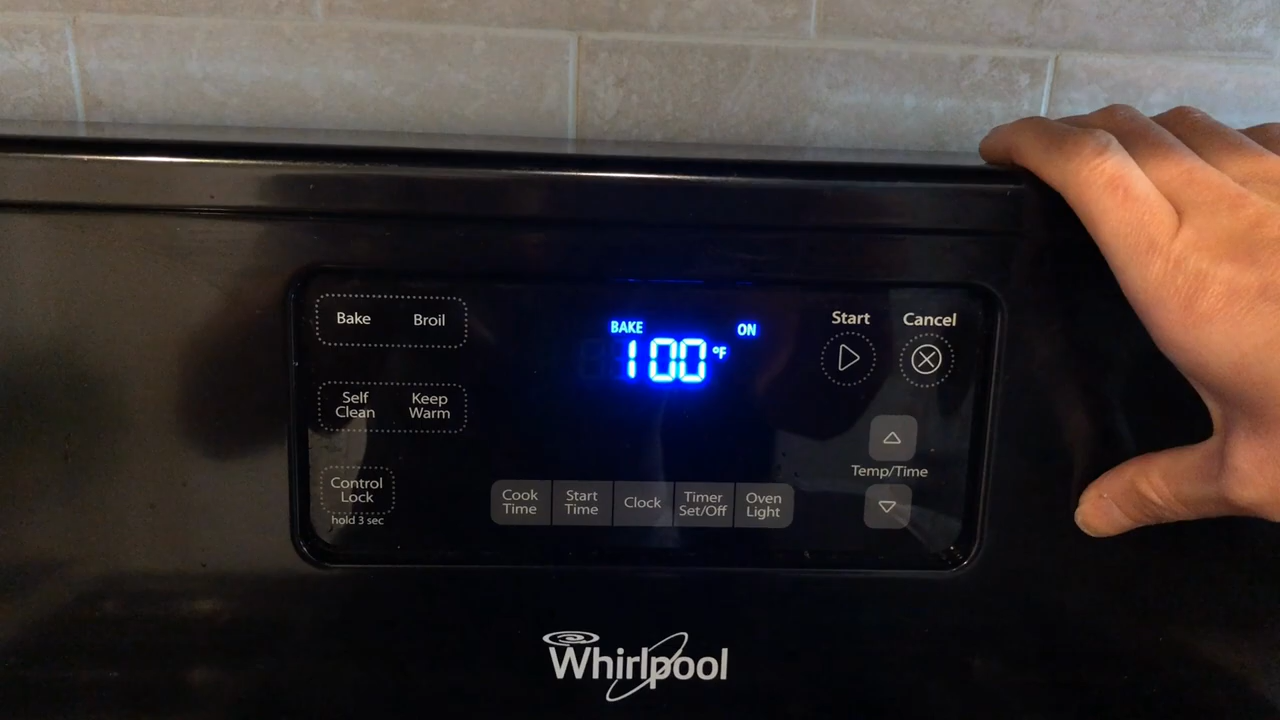 Bake Broil
BAKE ON
100 °F
Start Cancel
Self Clean
Keep Warm
Temp/Time
Control Lock
hold 3 sec
Cook Time
Start Time
Clock
Timer Set/Off
Oven Light
Whirlpool